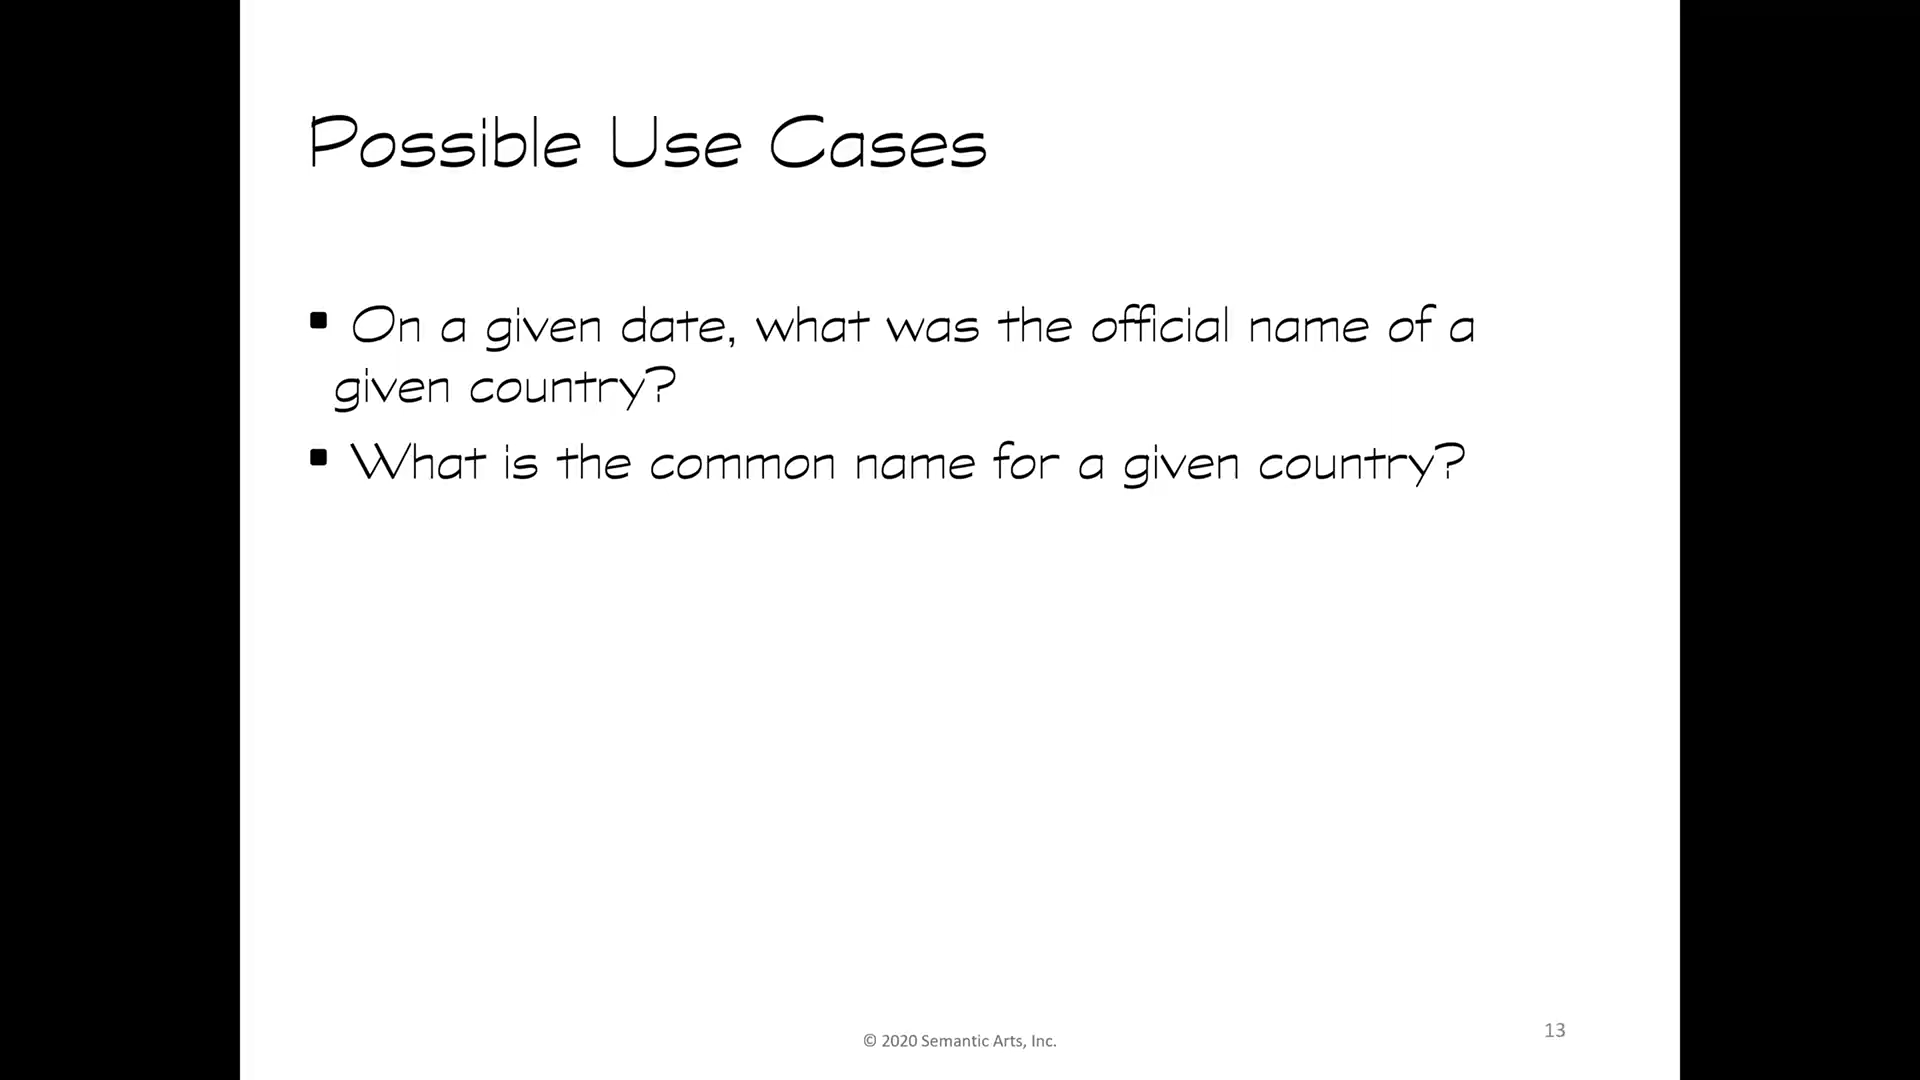 Possible Use Cases
▪ On a given date, what was the official name of a
given country?
▪ What is the common name for a given country?
© 2020 Semantic Arts, Inc.
13